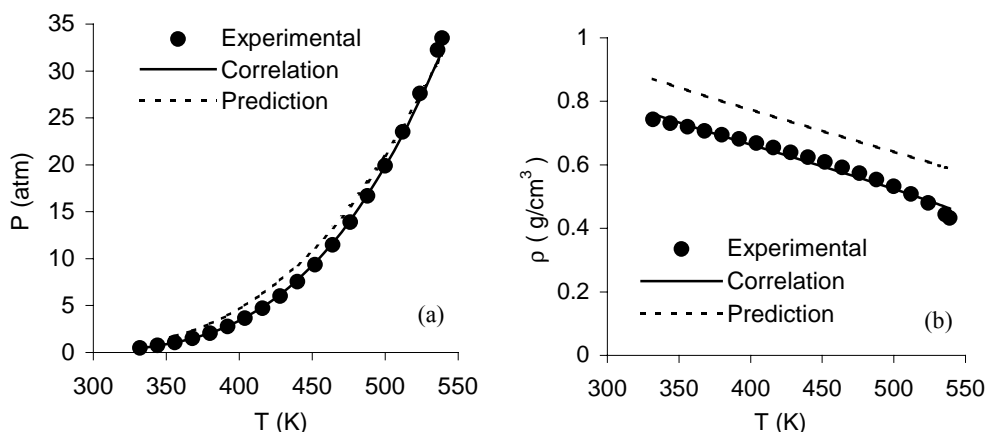 35
30
25
20
15
10
5
0
P (atm)
Experimental
Correlation
Prediction
(a)
300 350 400 450 500 550
T (K)
1
0.8
0.6
0.4
0.2
0
ρ ( g/cm³ )
Experimental
Correlation
Prediction
(b)
300 350 400 450 500 550
T (K)